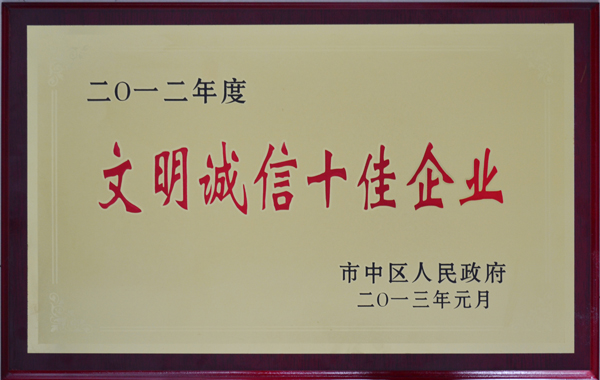 二〇一二年度
文明诚信十佳企业
市中区人民政府
二〇一三年元月